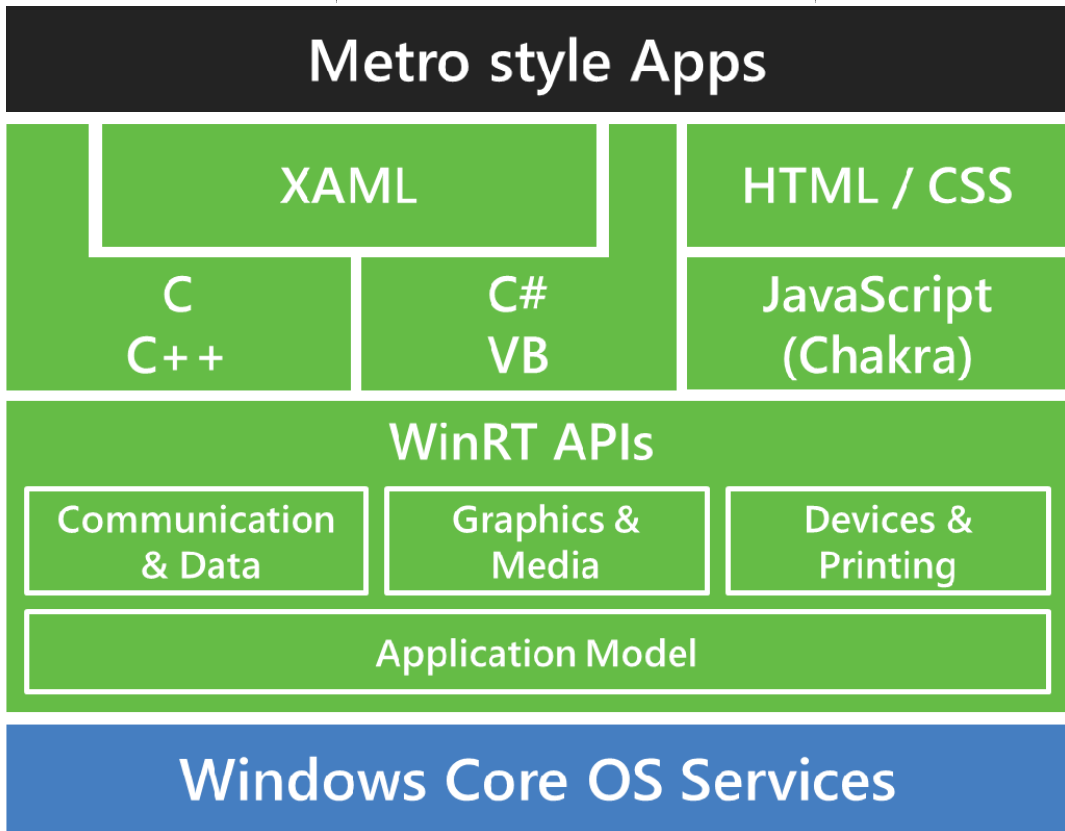 Metro style Apps
XAML
HTML / CSS
C
C++
C#
VB
JavaScript
(Chakra)
WinRT APIs
Communication
& Data
Graphics &
Media
Devices &
Printing
Application Model
Windows Core OS Services